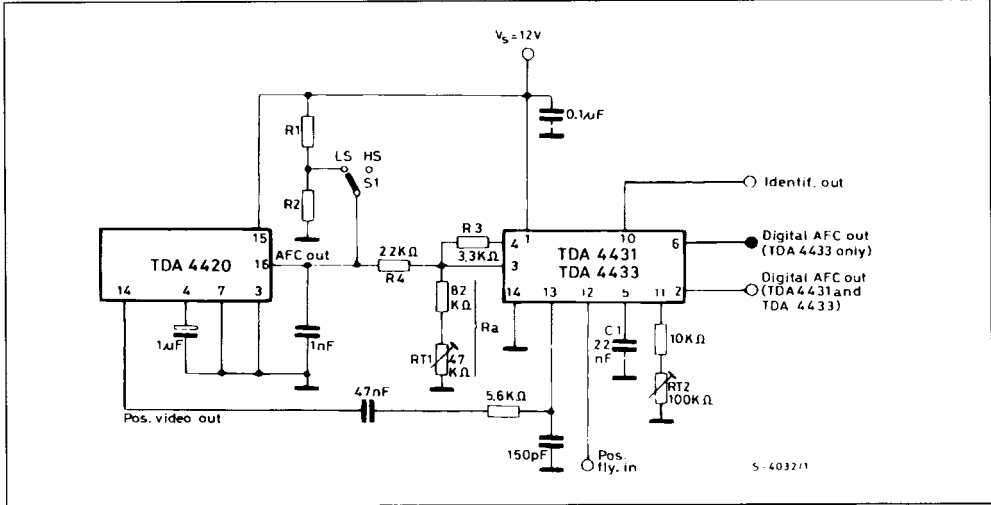 Vs=12V
0.1μF
R1
LS HS
S1
R2
Identif. out
R3
3,3KΩ
15
16
AFC out
22KΩ
R4
TDA 4420
14 4 7 3
4 1 10 6
3
TDA 4431
TDA 4433
14 13 12 5 11 2
Digital AFC out
(TDA 4433 only)
Digital AFC out
(TDA4431 and
TDA 4433)
82
KΩ
Ra
RT1
47
KΩ
1μF
1nF
C1
22
nF
10KΩ
RT2
100KΩ
47nF
5,6KΩ
Pos. video out
150pF
Pos.
fly. in
S-4032/1